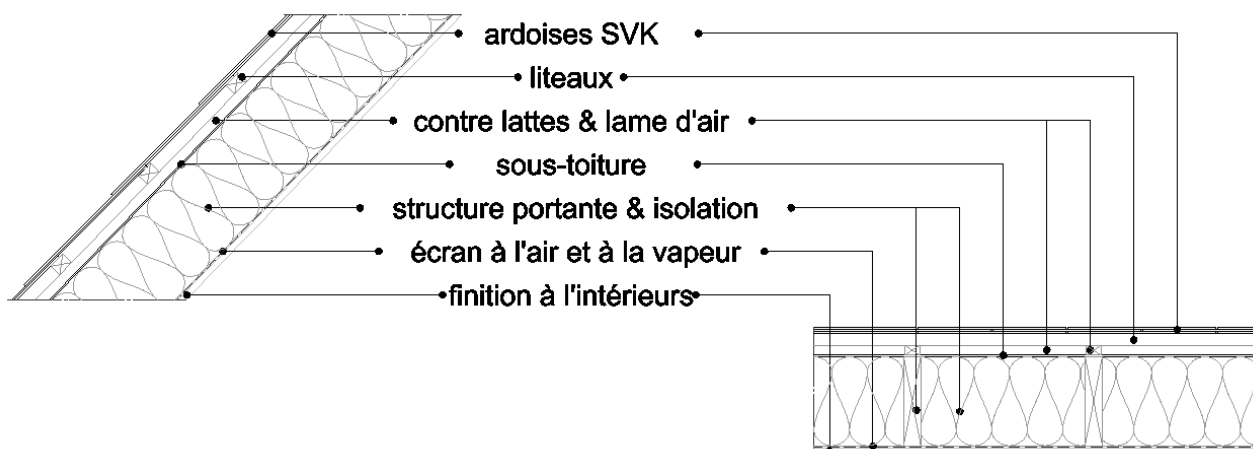 ardoises SVK
liteaux
contre lattes & lame d'air
sous-toiture
structure portante & isolation
écran à l'air et à la vapeur
finition à l'intérieurs